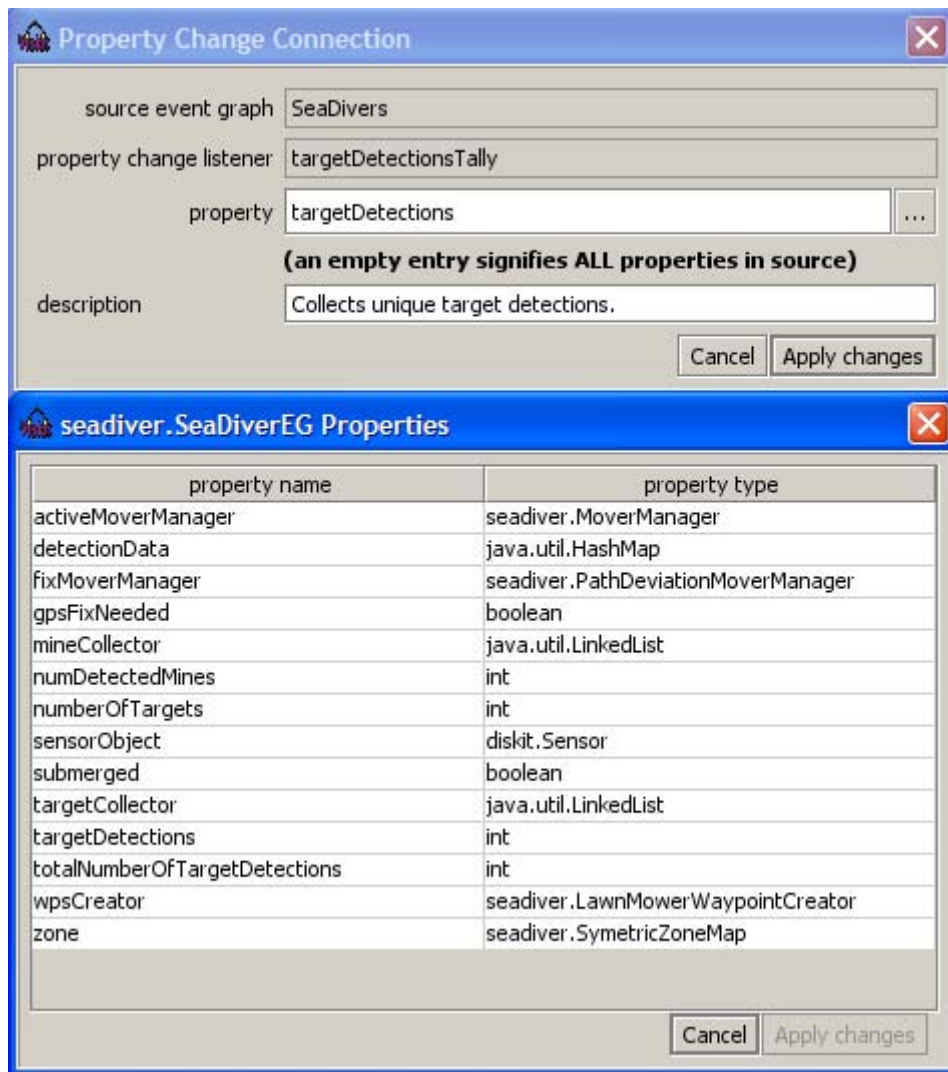 Property Change Connection
source event graph SeaDivers
property change listener targetDetectionsTally
property targetDetections ...
(an empty entry signifies ALL properties in source)
description Collects unique target detections.
Cancel Apply changes
seadiver.SeaDiverEG Properties
property name property type
activeMoverManager seadiver.MoverManager
detectionData java.util.HashMap
fixMoverManager seadiver.PathDeviationMoverManager
gpsFixNeeded boolean
mineCollector java.util.LinkedList
numDetectedMines int
numberOfTargets int
sensorObject diskit.Sensor
submerged boolean
targetCollector java.util.LinkedList
targetDetections int
totalNumberOfTargetDetections int
wpsCreator seadiver.LawnMowerWaypointCreator
zone seadiver.SymetricZoneMap
Cancel Apply changes